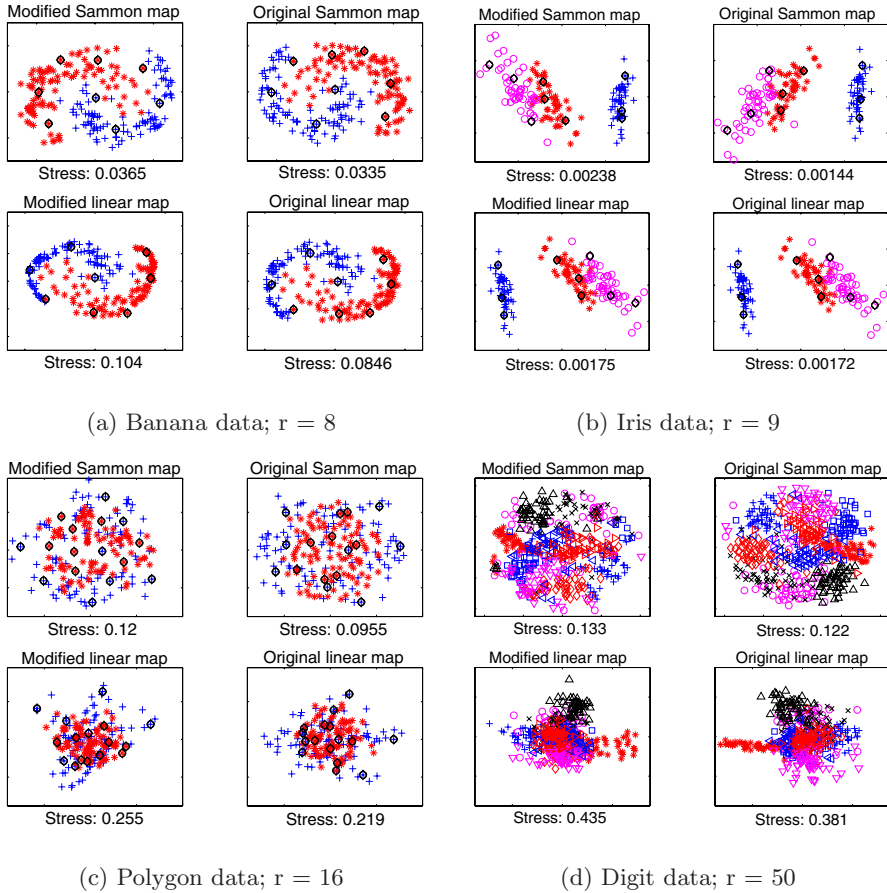 Modified Sammon map
Original Sammon map
Stress: 0.0365
Stress: 0.0335
Modified linear map
Original linear map
Stress: 0.104
Stress: 0.0846
(a) Banana data; r = 8
Modified Sammon map
Original Sammon map
Stress: 0.00238
Stress: 0.00144
Modified linear map
Original linear map
Stress: 0.00175
Stress: 0.00172
(b) Iris data; r = 9
Modified Sammon map
Original Sammon map
Stress: 0.12
Stress: 0.0955
Modified linear map
Original linear map
Stress: 0.255
Stress: 0.219
(c) Polygon data; r = 16
Modified Sammon map
Original Sammon map
Stress: 0.133
Stress: 0.122
Modified linear map
Original linear map
Stress: 0.435
Stress: 0.381
(d) Digit data; r = 50